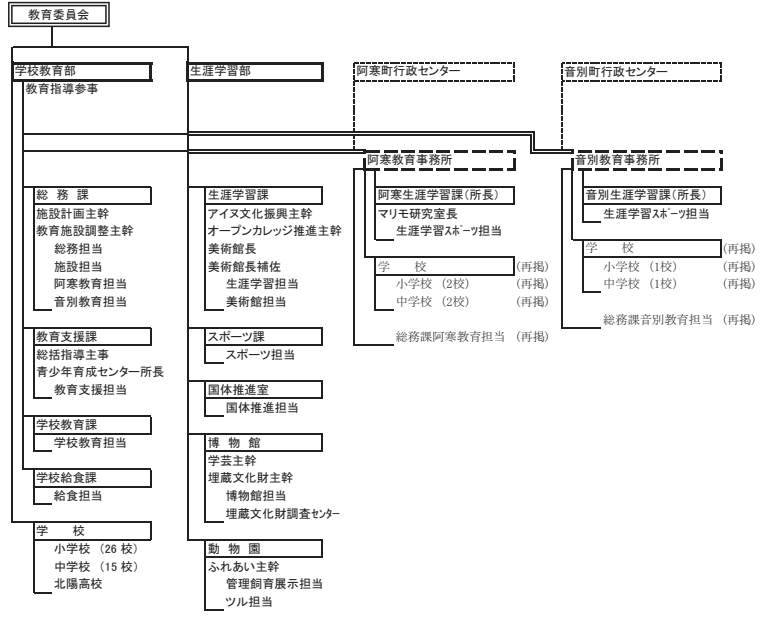 教育委員会
学校教育部
教育指導参事
総 務 課
施設計画主幹
教育施設調整主幹
総務担当
施設担当
阿寒教育担当
音別教育担当
教育支援課
総括指導主事
青少年育成センター所長
教育支援担当
学校教育課
学校教育担当
学校給食課
給食担当
学 校
小学校 (26 校)
中学校 (15 校)
北陽高校
生涯学習部
生涯学習課
アイヌ文化振興主幹
オープンカレッジ推進主幹
美術館長
美術館長補佐
生涯学習担当
美術館担当
スポーツ課
スポーツ担当
国体推進室
国体推進担当
博 物 館
学芸主幹
埋蔵文化財主幹
博物館担当
埋蔵文化財調査センター
動 物 園
ふれあい主幹
管理飼育展示担当
ツル担当
阿寒町行政センター
阿寒教育事務所
阿寒生涯学習課(所長)
マリモ研究室長
生涯学習スポーツ担当
学 校 (再掲)
小学校 (2校) (再掲)
中学校 (2校) (再掲)
総務課阿寒教育担当 (再掲)
音別町行政センター
音別教育事務所
音別生涯学習課(所長)
生涯学習スポーツ担当
学 校 (再掲)
小学校 (1校) (再掲)
中学校 (1校) (再掲)
総務課音別教育担当 (再掲)